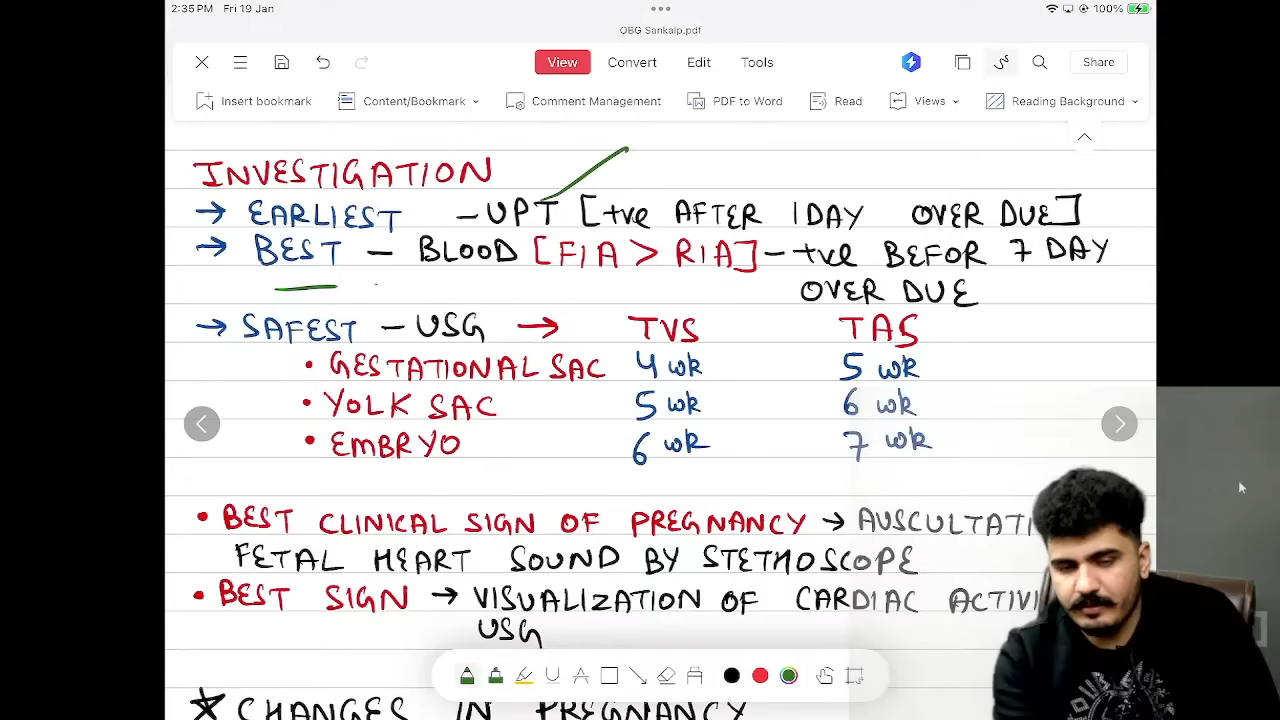 2:35 PM Fri 19 Jan
100%
OBG Sankalp.pdf
View Convert Edit Tools Share
Insert bookmark Content/Bookmark Comment Management PDF to Word Read Views Reading Background
INVESTIGATION
→ EARLIEST - UPT [+ve AFTER 1 DAY OVER DUE]
→ BEST - BLOOD [FIA > RIA] - +ve BEFOR 7 DAY
OVER DUE
→ SAFEST - USG → TVS TAS
• GESTATIONAL SAC 4 wk 5 wk
• YOLK SAC 5 wk 6 wk
• EMBRYO 6 wk 7 wk
• BEST CLINICAL SIGN OF PREGNANCY → AUSCULTATI
FETAL HEART SOUND BY STETHOSCOPE
• BEST SIGN → VISUALIZATION OF CARDIAC ACTIVI
USG
★ CHANGES IN PREGNANCY